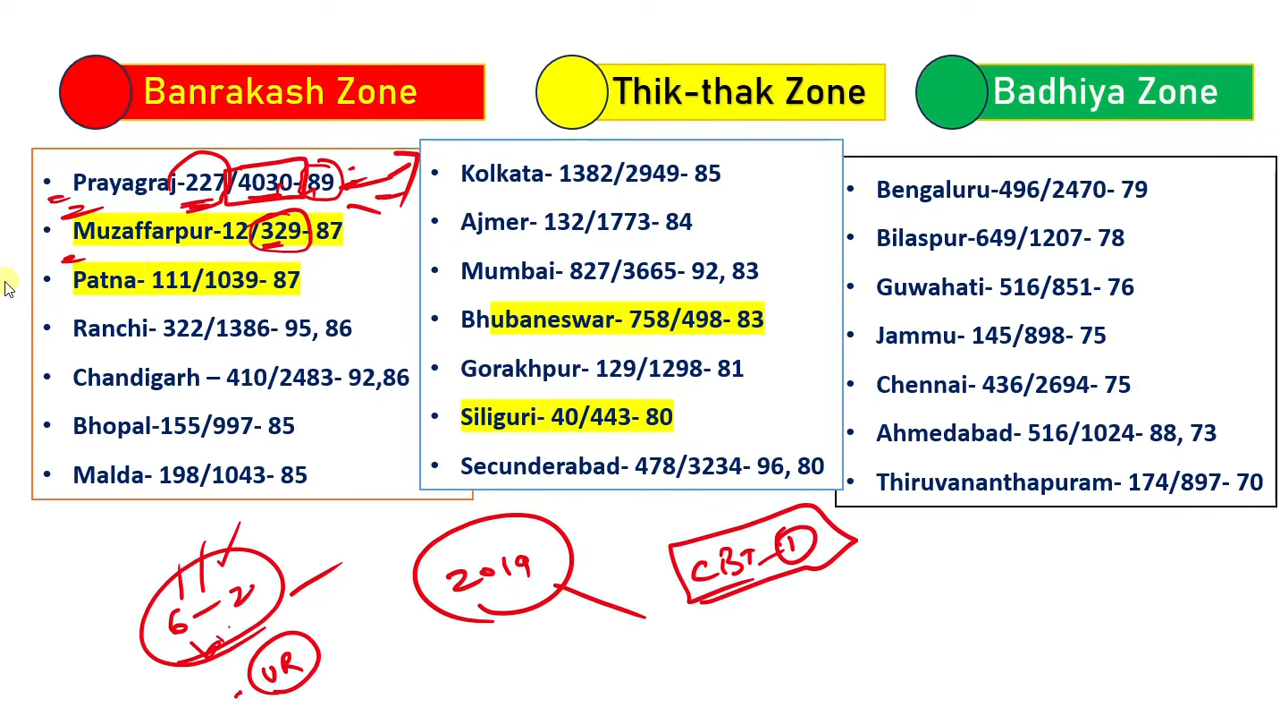 Banrakash Zone
Prayagraj-227/4030-89
Muzaffarpur-12/329- 87
Patna- 111/1039- 87
Ranchi- 322/1386- 95, 86
Chandigarh – 410/2483- 92,86
Bhopal-155/997- 85
Malda- 198/1043- 85
Thik-thak Zone
Kolkata- 1382/2949- 85
Ajmer- 132/1773- 84
Mumbai- 827/3665- 92, 83
Bhubaneswar- 758/498- 83
Gorakhpur- 129/1298- 81
Siliguri- 40/443- 80
Secunderabad- 478/3234- 96, 80
Badhiya Zone
Bengaluru-496/2470- 79
Bilaspur-649/1207- 78
Guwahati- 516/851- 76
Jammu- 145/898- 75
Chennai- 436/2694- 75
Ahmedabad- 516/1024- 88, 73
Thiruvananthapuram- 174/897- 70
6-2
UR
2019
CBT-1